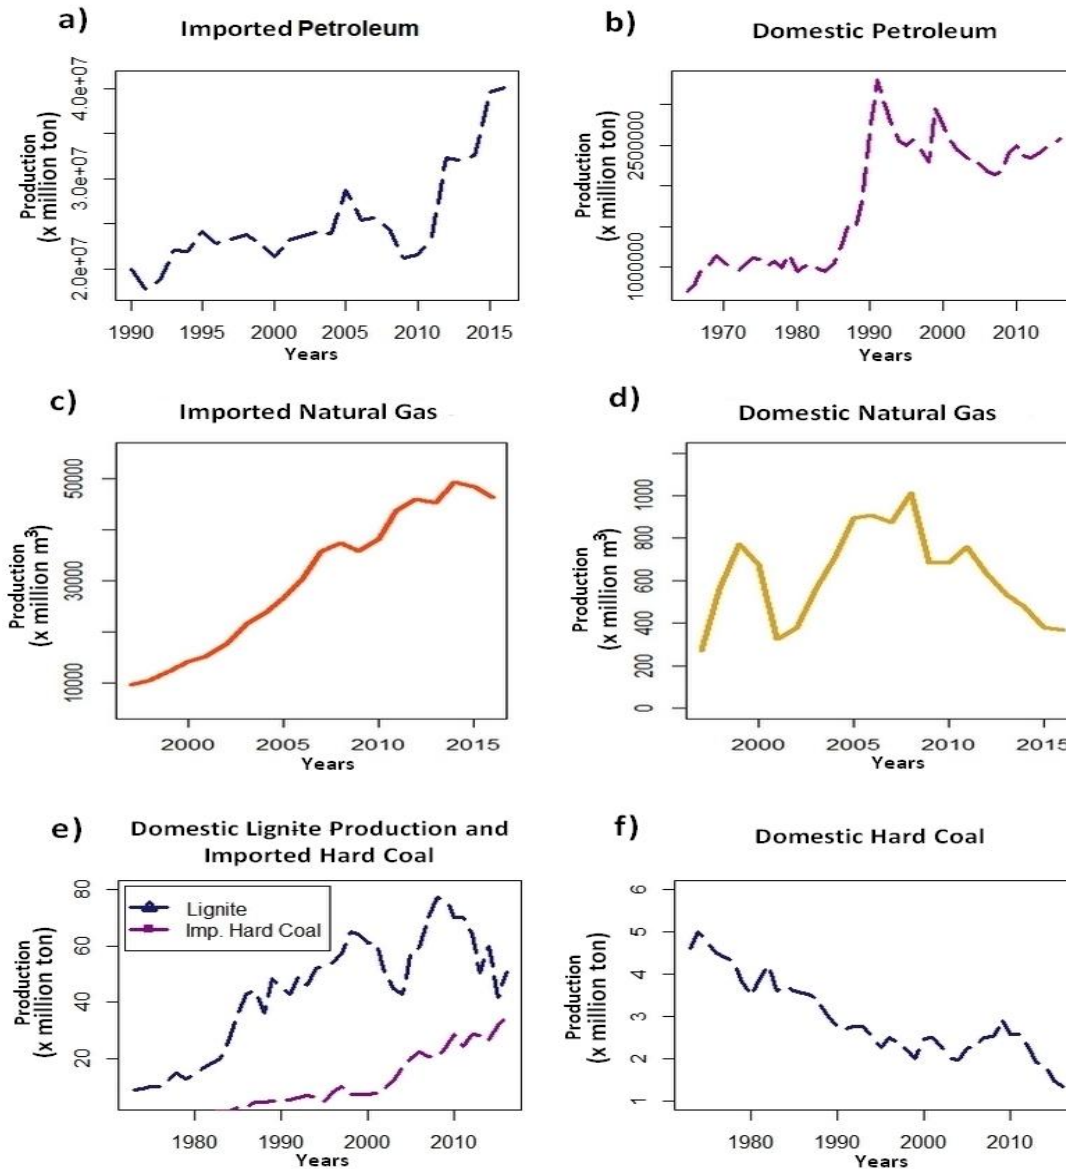 a) Imported Petroleum
Production
(x million ton)
4.0e+07
3.0e+07
2.0e+07
1990 1995 2000 2005 2010 2015
Years
b) Domestic Petroleum
Production
(x million ton)
2500000
1000000
1970 1980 1990 2000 2010
Years
c) Imported Natural Gas
Production
(x million m³)
50000
30000
10000
2000 2005 2010 2015
Years
d) Domestic Natural Gas
Production
(x million m³)
1000
800
600
400
200
0
2000 2005 2010 2015
Years
e) Domestic Lignite Production and
Imported Hard Coal
Lignite
Imp. Hard Coal
Production
(x million ton)
80
60
40
20
1980 1990 2000 2010
Years
f) Domestic Hard Coal
Production
(x million ton)
6
5
4
3
2
1
1980 1990 2000 2010
Years